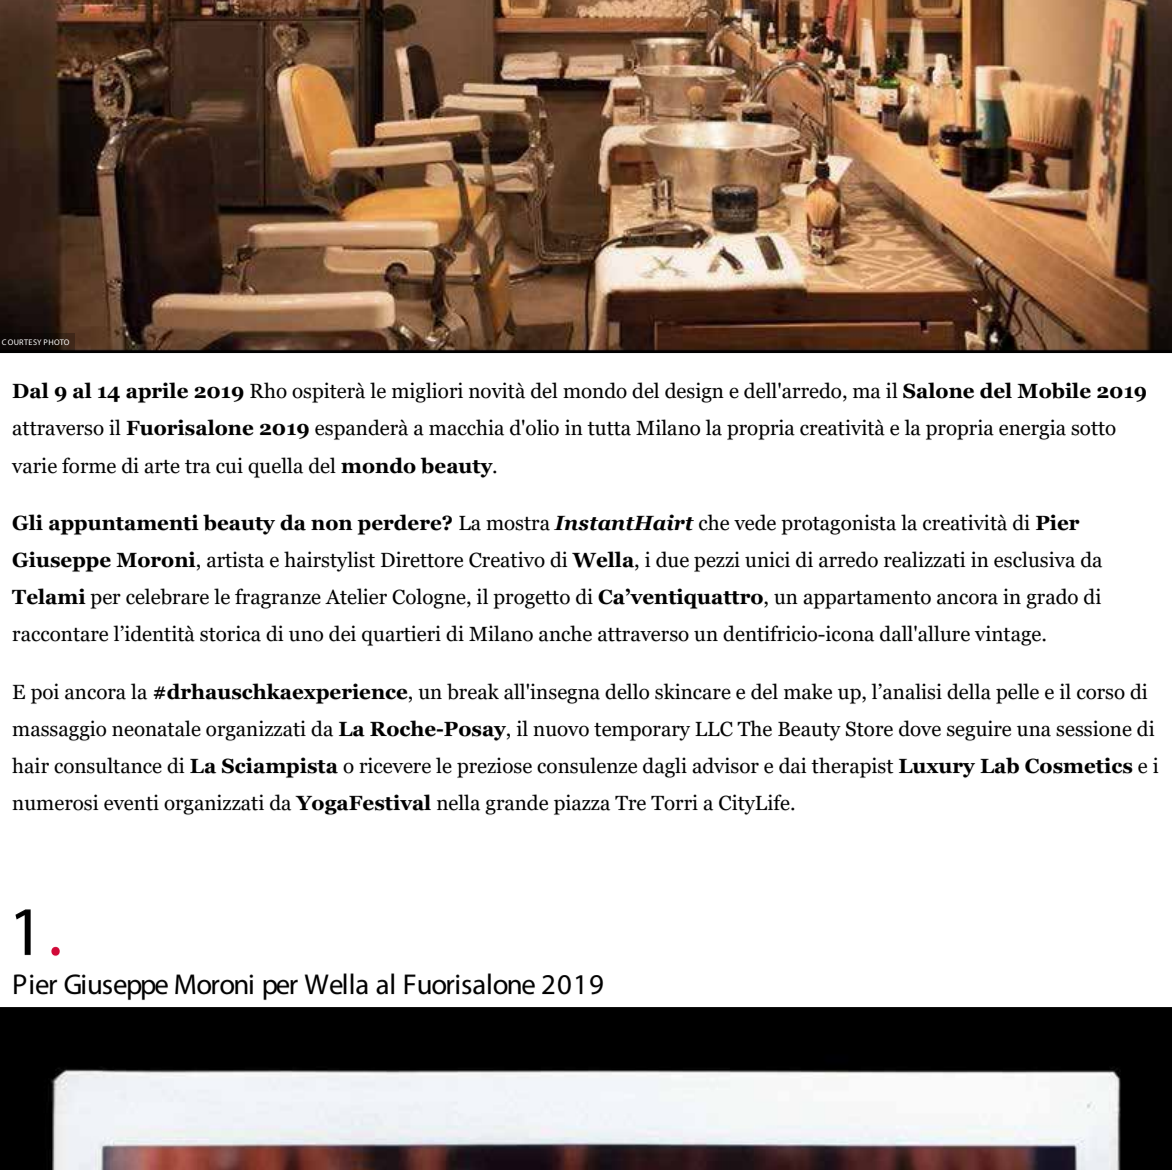 COURTESY PHOTO
Dal 9 al 14 aprile 2019 Rho ospiterà le migliori novità del mondo del design e dell'arredo, ma il Salone del Mobile 2019
attraverso il Fuorisalone 2019 espanderà a macchia d'olio in tutta Milano la propria creatività e la propria energia sotto
varie forme di arte tra cui quella del mondo beauty.
Gli appuntamenti beauty da non perdere? La mostra InstantHairt che vede protagonista la creatività di Pier
Giuseppe Moroni, artista e hairstylist Direttore Creativo di Wella, i due pezzi unici di arredo realizzati in esclusiva da
Telami per celebrare le fragranze Atelier Cologne, il progetto di Ca’ventiquattro, un appartamento ancora in grado di
raccontare l’identità storica di uno dei quartieri di Milano anche attraverso un dentifricio-icona dall'allure vintage.
E poi ancora la #drhauschkaexperience, un break all'insegna dello skincare e del make up, l’analisi della pelle e il corso di
massaggio neonatale organizzati da La Roche-Posay, il nuovo temporary LLC The Beauty Store dove seguire una sessione di
hair consultance di La Sciampista o ricevere le preziose consulenze dagli advisor e dai therapist Luxury Lab Cosmetics e i
numerosi eventi organizzati da YogaFestival nella grande piazza Tre Torri a CityLife.
1.
Pier Giuseppe Moroni per Wella al Fuorisalone 2019